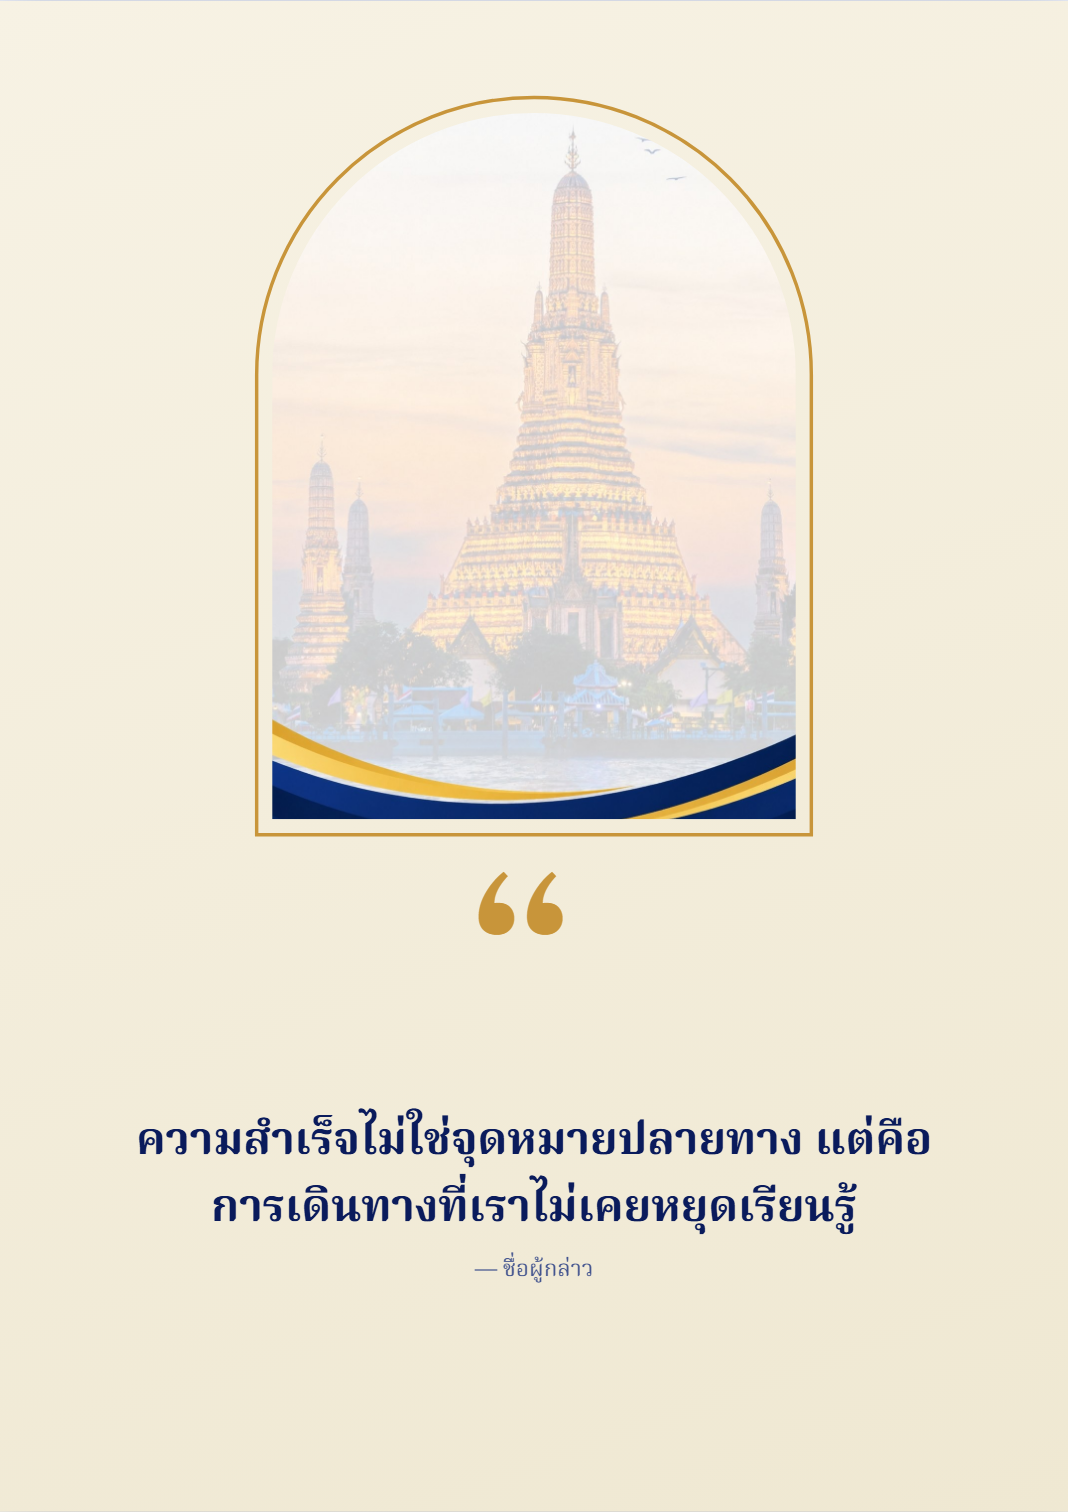 “
ความสำเร็จไม่ใช่จุดหมายปลายทาง แต่คือ
การเดินทางที่เราไม่เคยหยุดเรียนรู้
— ชื่อผู้กล่าว